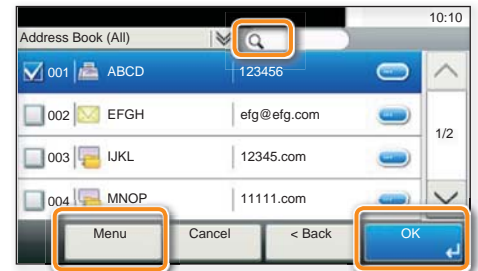 10:10
Address Book (All)
001 ABCD 123456
002 EFGH efg@efg.com
1/2
003 IJKL 12345.com
004 MNOP 11111.com
Menu Cancel < Back OK